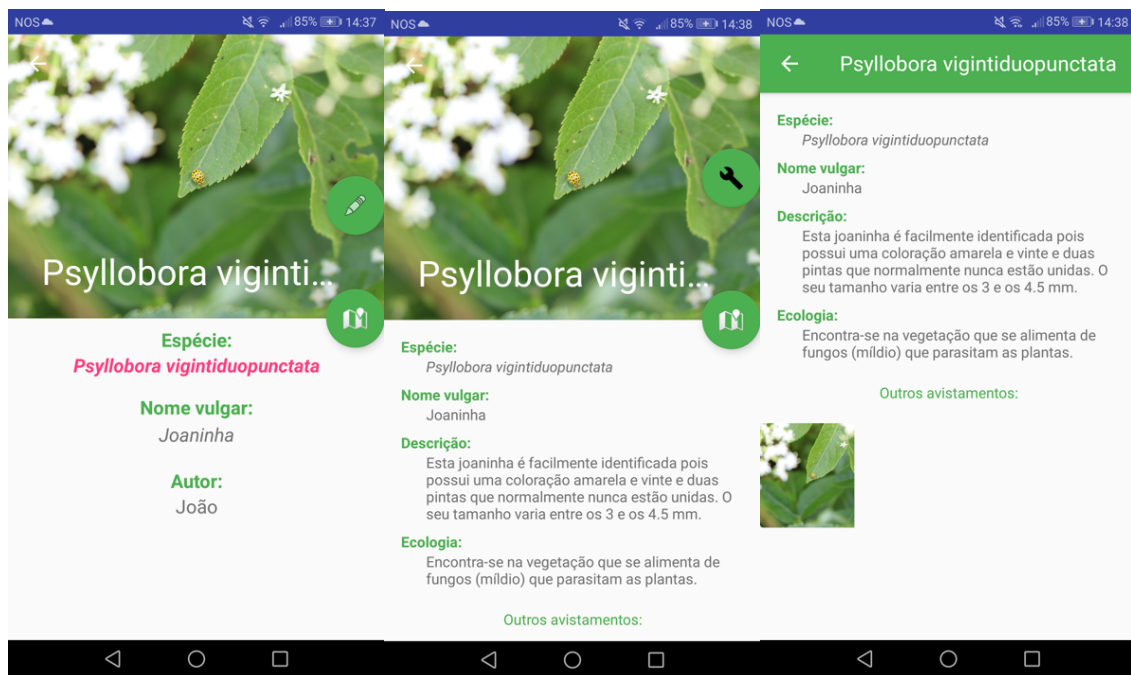 NOS 85% 14:37
Psyllobora viginti...
Espécie:
Psyllobora vigintiduopunctata
Nome vulgar:
Joaninha
Autor:
João
NOS 85% 14:38
Psyllobora viginti...
Espécie:
Psyllobora vigintiduopunctata
Nome vulgar:
Joaninha
Descrição:
Esta joaninha é facilmente identificada pois
possui uma coloração amarela e vinte e duas
pintas que normalmente nunca estão unidas. O
seu tamanho varia entre os 3 e os 4.5 mm.
Ecologia:
Encontra-se na vegetação que se alimenta de
fungos (míldio) que parasitam as plantas.
Outros avistamentos:
NOS 85% 14:38
Psyllobora vigintiduopunctata
Espécie:
Psyllobora vigintiduopunctata
Nome vulgar:
Joaninha
Descrição:
Esta joaninha é facilmente identificada pois
possui uma coloração amarela e vinte e duas
pintas que normalmente nunca estão unidas. O
seu tamanho varia entre os 3 e os 4.5 mm.
Ecologia:
Encontra-se na vegetação que se alimenta de
fungos (míldio) que parasitam as plantas.
Outros avistamentos: